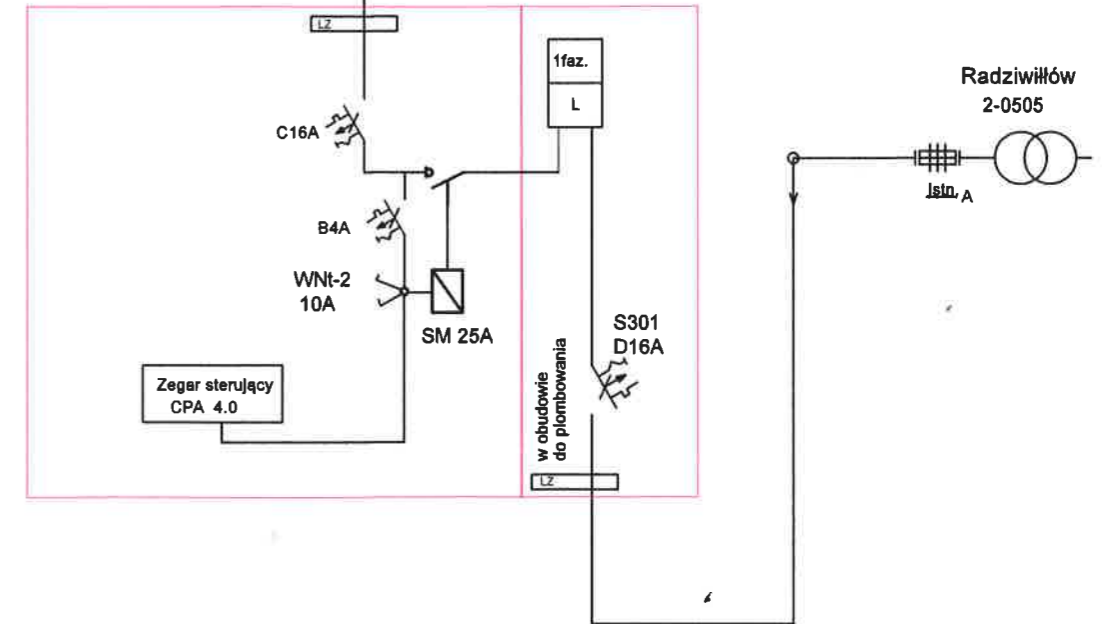 LZ
1faz.
L
C16A
B4A
WNt-2
10A
SM 25A
Zegar sterujący
CPA 4.0
S301
D16A
w obudowie
do plombowania
LZ
Radziwiłłów
2-0505
Istn. A